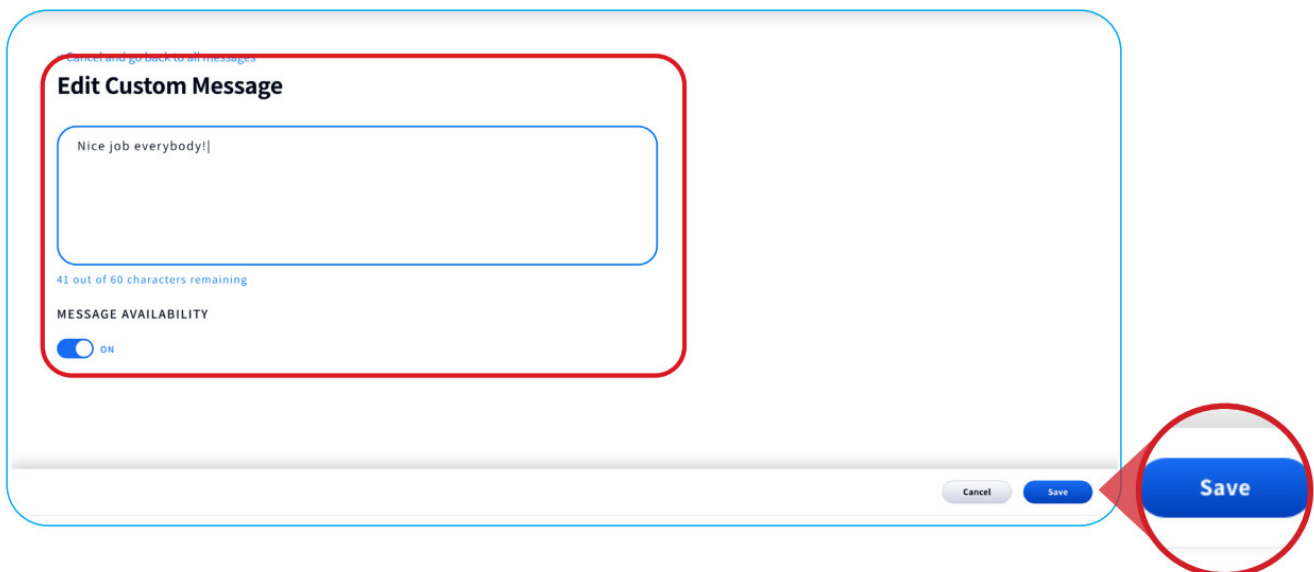 Cancel and go back to all messages
Edit Custom Message
Nice job everybody!
41 out of 60 characters remaining
MESSAGE AVAILABILITY
ON
Cancel
Save
Save